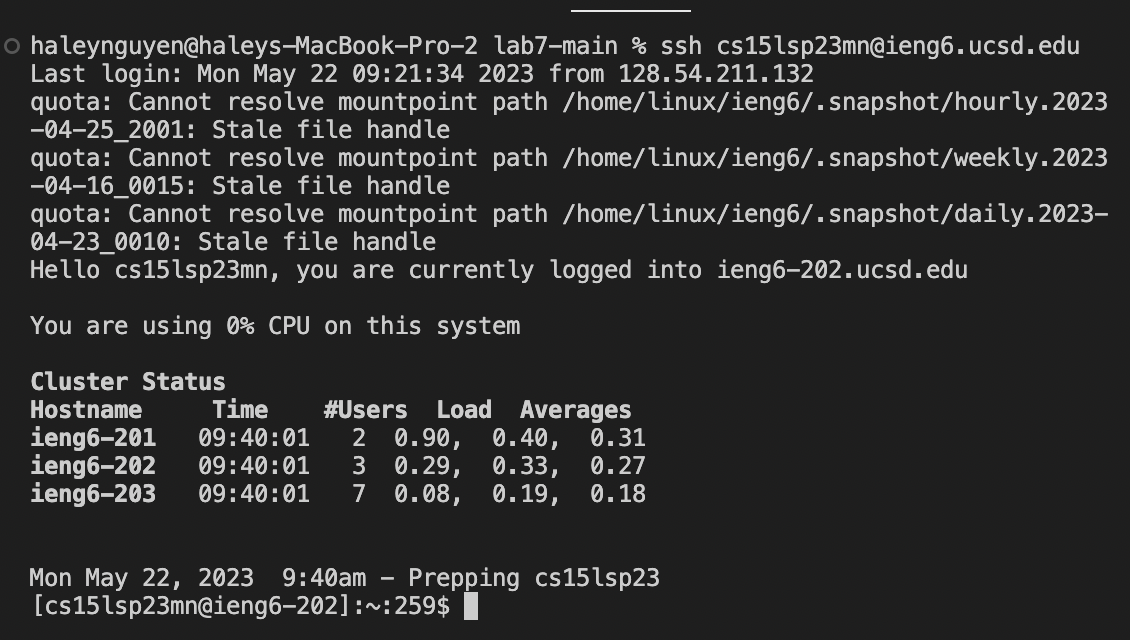 haleynguyen@haleys-MacBook-Pro-2 lab7-main % ssh cs15lsp23mn@ieng6.ucsd.edu
Last login: Mon May 22 09:21:34 2023 from 128.54.211.132
quota: Cannot resolve mountpoint path /home/linux/ieng6/.snapshot/hourly.2023
-04-25_2001: Stale file handle
quota: Cannot resolve mountpoint path /home/linux/ieng6/.snapshot/weekly.2023
-04-16_0015: Stale file handle
quota: Cannot resolve mountpoint path /home/linux/ieng6/.snapshot/daily.2023-
04-23_0010: Stale file handle
Hello cs15lsp23mn, you are currently logged into ieng6-202.ucsd.edu
You are using 0% CPU on this system
Cluster Status
Hostname     Time    #Users  Load  Averages
ieng6-201   09:40:01   2  0.90,  0.40,  0.31
ieng6-202   09:40:01   3  0.29,  0.33,  0.27
ieng6-203   09:40:01   7  0.08,  0.19,  0.18
Mon May 22, 2023  9:40am - Prepping cs15lsp23
[cs15lsp23mn@ieng6-202]:~:259$